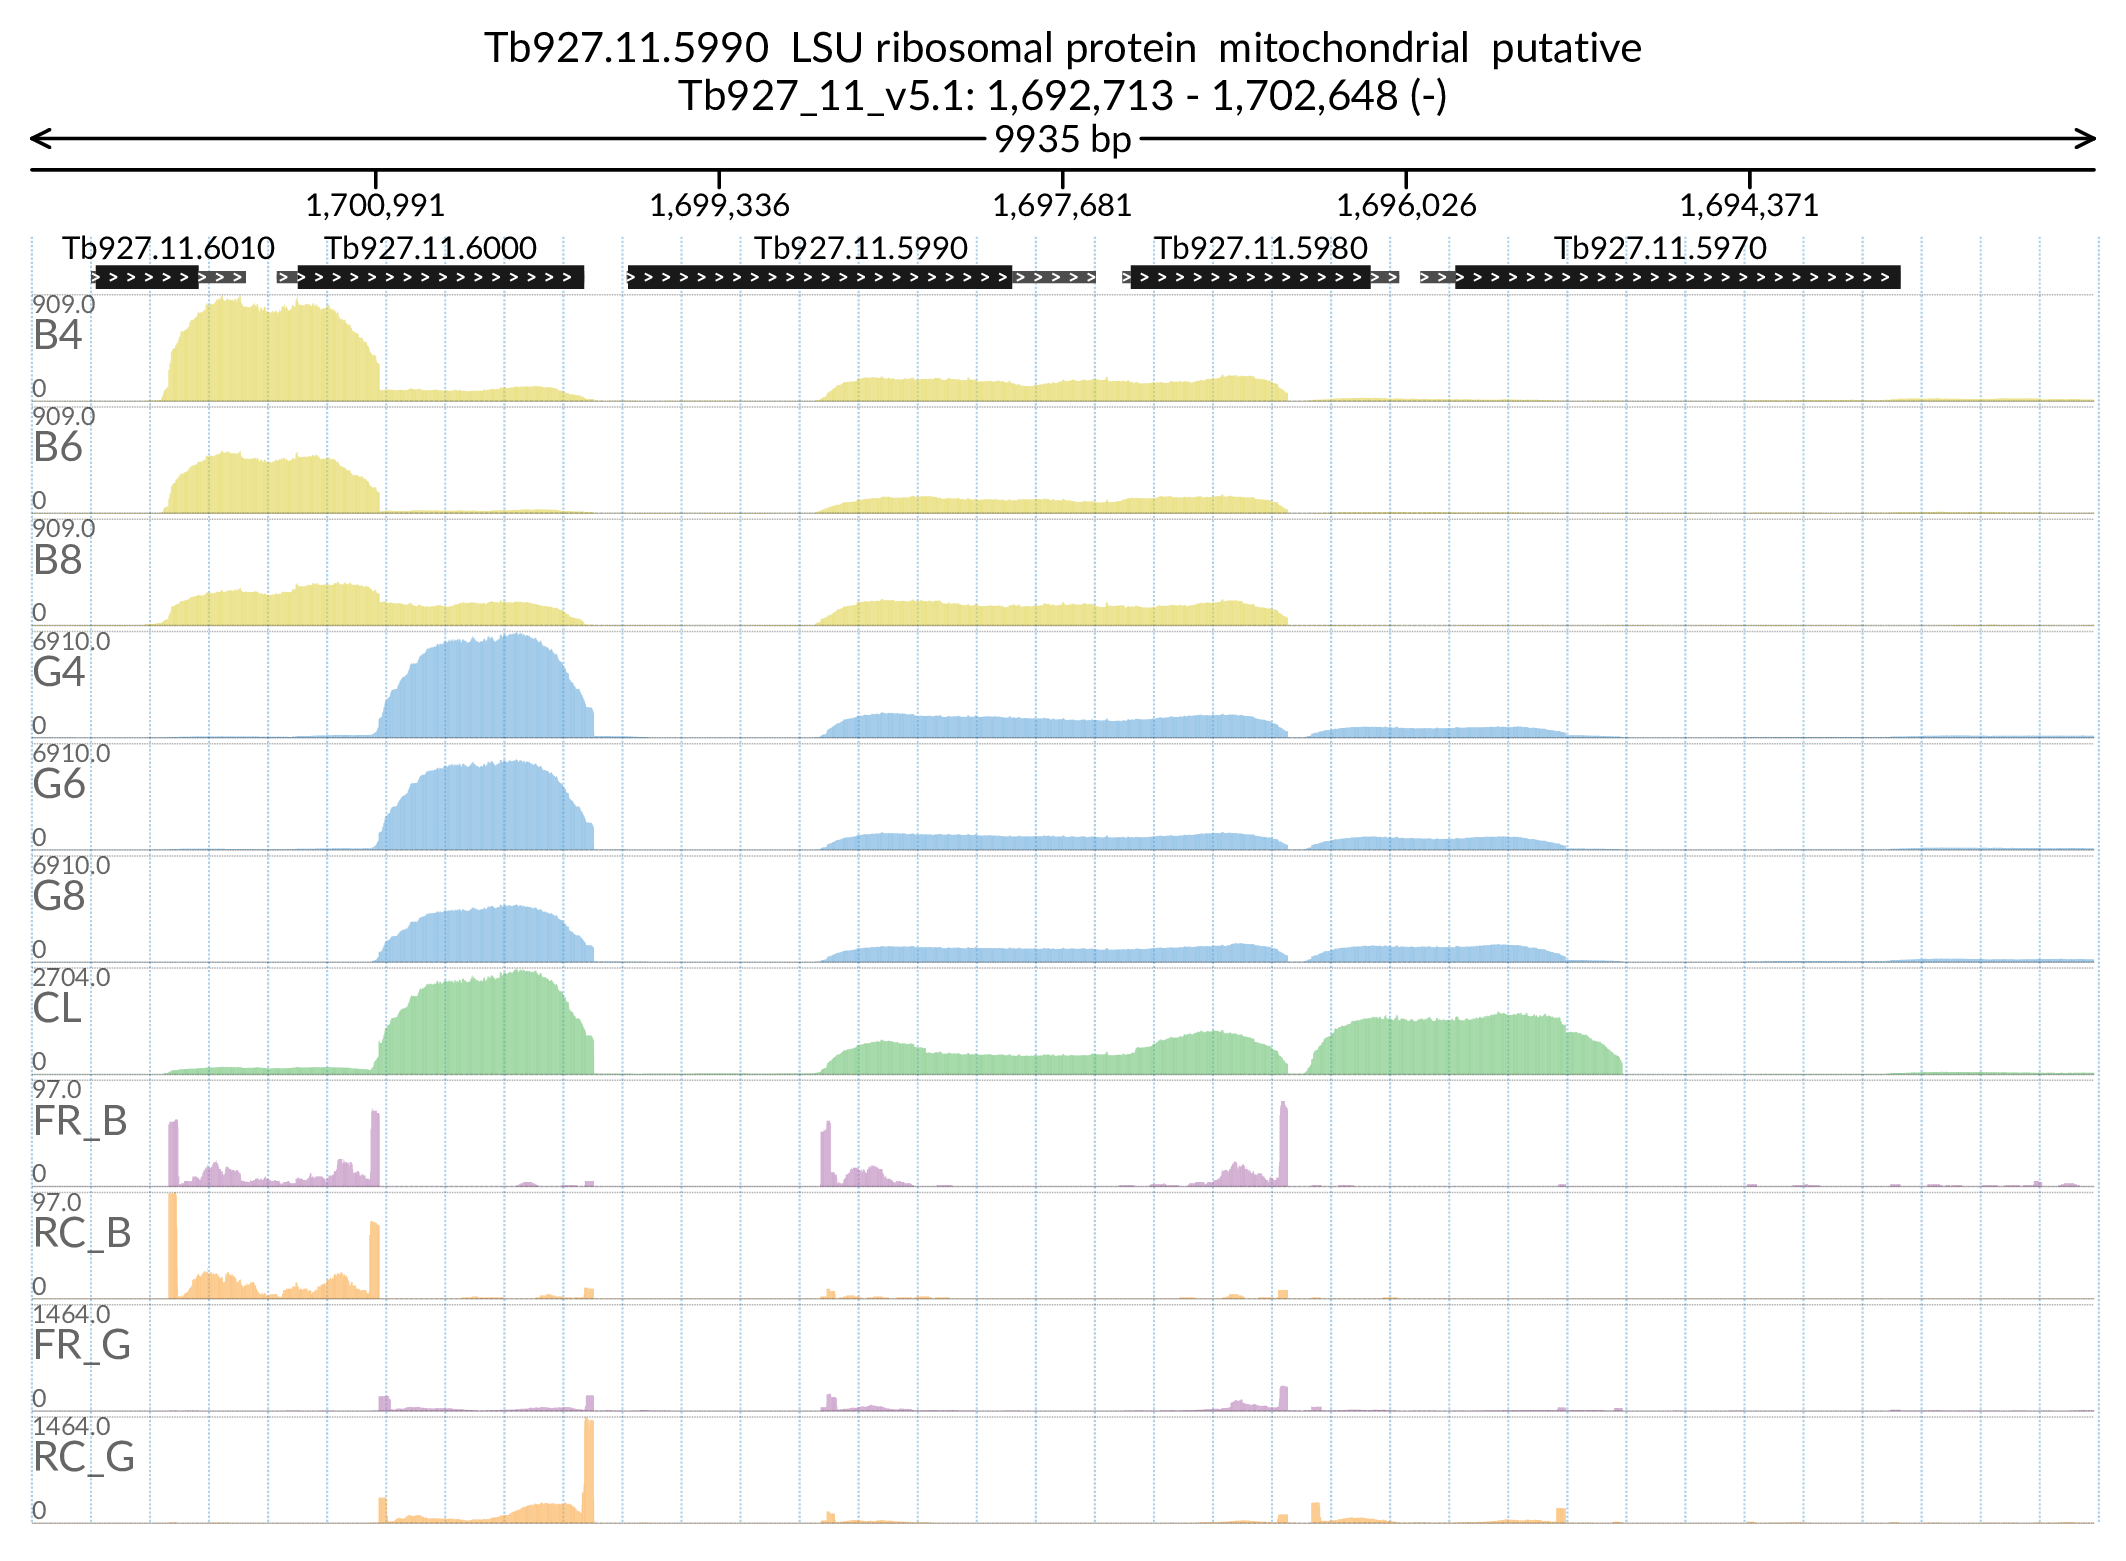 Tb927.11.5990 LSU ribosomal protein mitochondrial putative
Tb927_11_v5.1: 1,692,713 - 1,702,648 (-)
9935 bp
1,700,991 1,699,336 1,697,681 1,696,026 1,694,371
Tb927.11.6010 Tb927.11.6000 Tb927.11.5990 Tb927.11.5980 Tb927.11.5970
909.0
B4
0
909.0
B6
0
909.0
B8
0
6910.0
G4
0
6910.0
G6
0
6910.0
G8
0
2704.0
CL
0
97.0
FR_B
0
97.0
RC_B
0
1464.0
FR_G
0
1464.0
RC_G
0